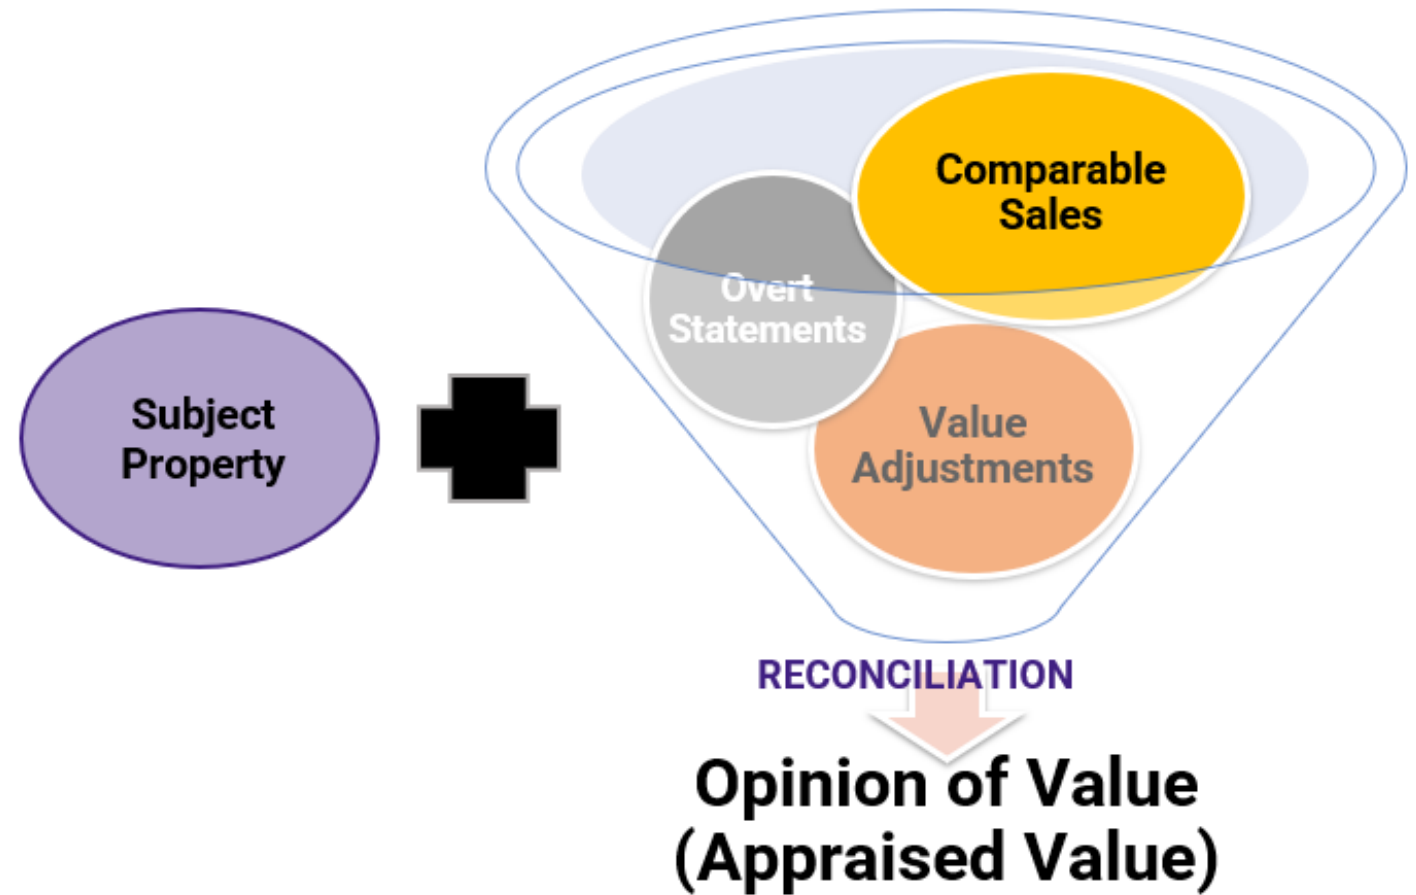 Comparable
Sales
Overt
Statements
Subject
Property
Value
Adjustments
RECONCILIATION
Opinion of Value
(Appraised Value)